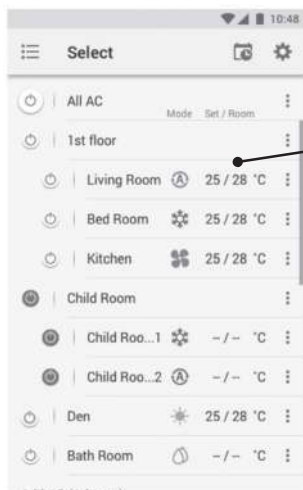 10:48
Select
All AC
Mode Set / Room
1st floor
Living Room A 25 / 28 °C
Bed Room 25 / 28 °C
Kitchen 25 / 28 °C
Child Room
Child Roo...1 -- / -- °C
Child Roo...2 A -- / -- °C
Den 25 / 28 °C
Bath Room -- / -- °C